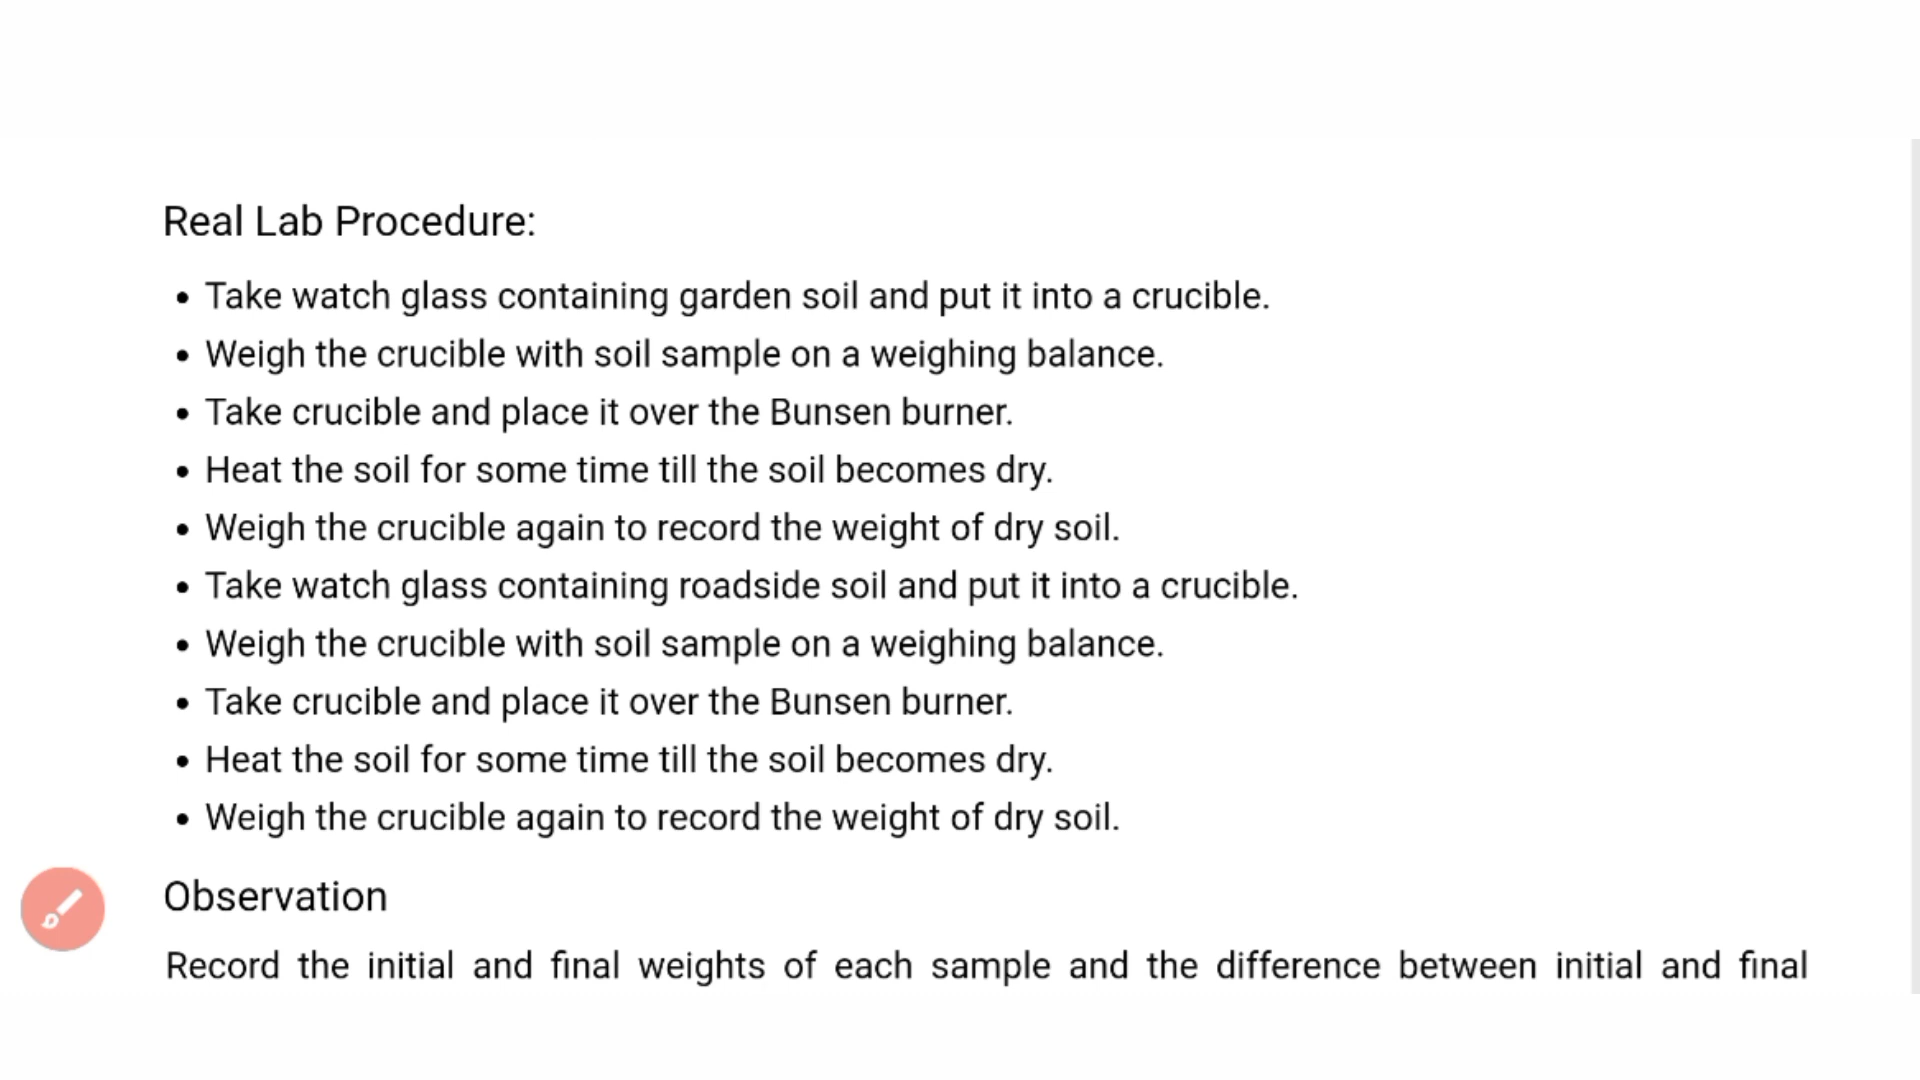 Real Lab Procedure:
• Take watch glass containing garden soil and put it into a crucible.
• Weigh the crucible with soil sample on a weighing balance.
• Take crucible and place it over the Bunsen burner.
• Heat the soil for some time till the soil becomes dry.
• Weigh the crucible again to record the weight of dry soil.
• Take watch glass containing roadside soil and put it into a crucible.
• Weigh the crucible with soil sample on a weighing balance.
• Take crucible and place it over the Bunsen burner.
• Heat the soil for some time till the soil becomes dry.
• Weigh the crucible again to record the weight of dry soil.
Observation
Record the initial and final weights of each sample and the difference between initial and final